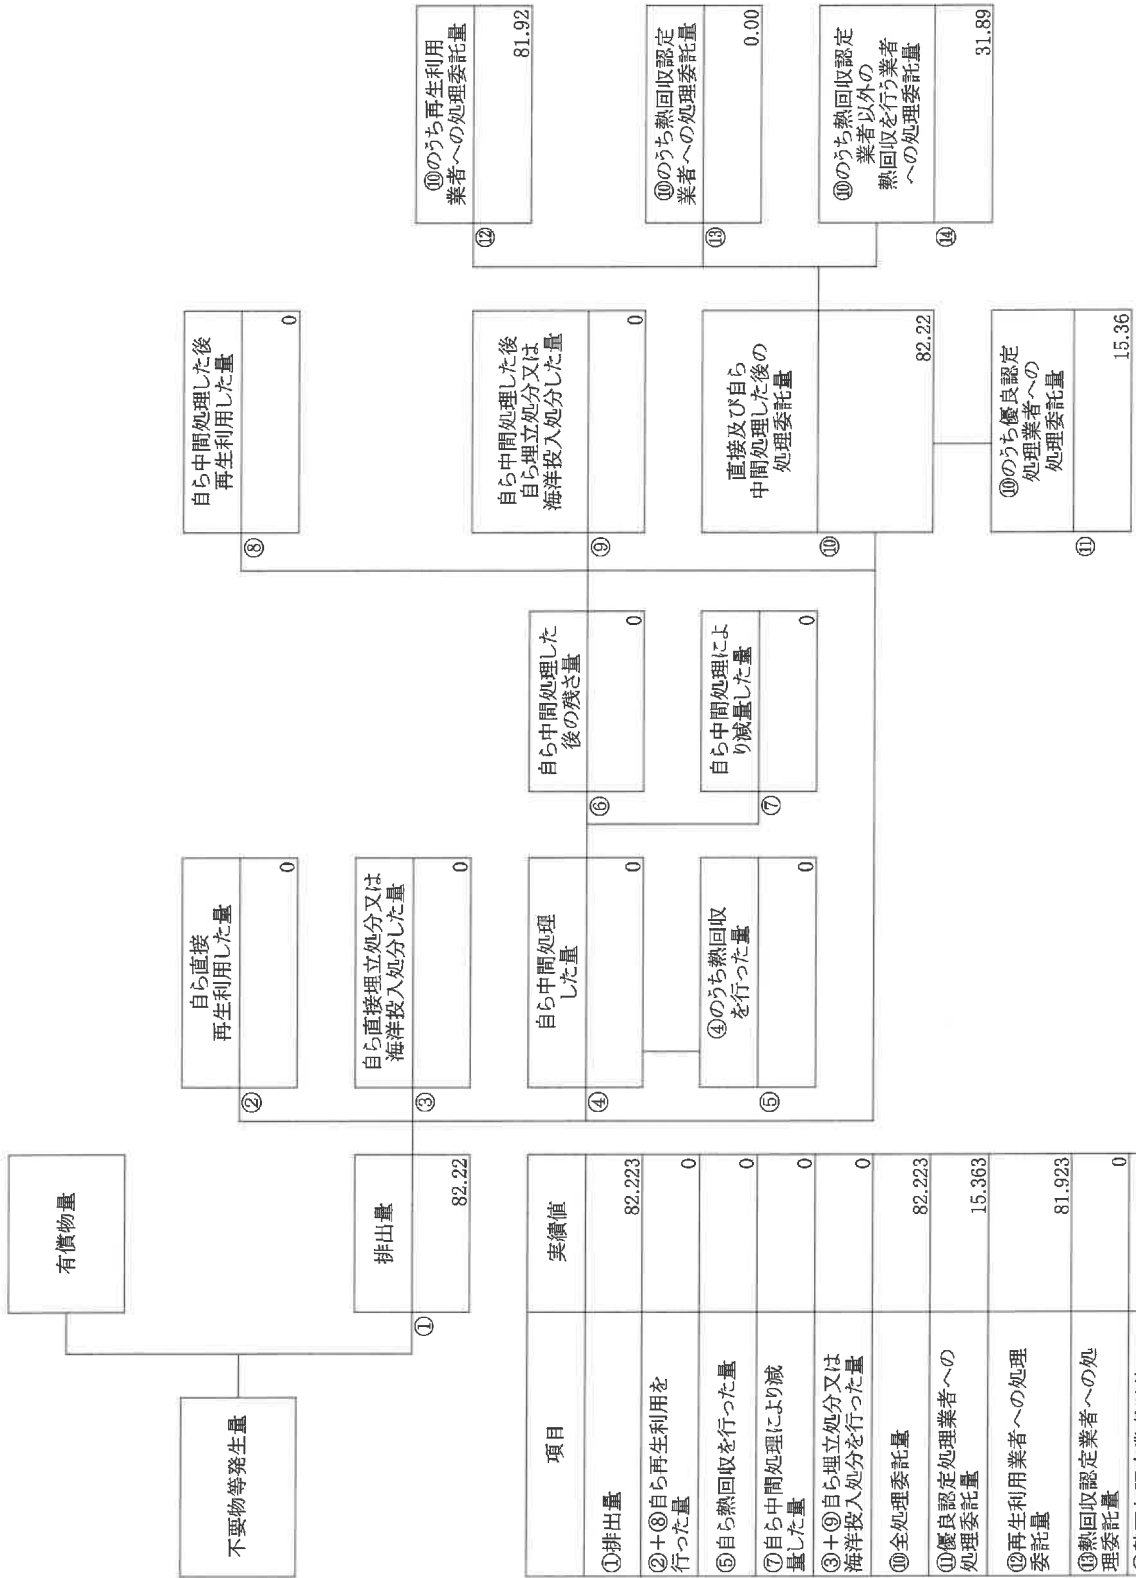 有償物量
不要物等発生量
①
排出量
82.22
②
自ら直接
再生利用した量
0
③
自ら直接埋立処分又は
海洋投入処分した量
0
④
自ら中間処理
した量
0
⑤
④のうち熱回収
を行った量
0
⑥
自ら中間処理した
後の残さ量
0
⑦
自ら中間処理によ
り減量した量
0
⑧
自ら中間処理した後
再生利用した量
0
⑨
自ら中間処理した後
自ら埋立処分又は
海洋投入処分した量
0
⑩
直接及び自ら
中間処理した後の
処理委託量
82.22
⑪
⑩のうち優良認定
処理業者への
処理委託量
15.36
⑫
⑩のうち再生利用
業者への処理委託量
81.92
⑬
⑩のうち熱回収認定
業者への処理委託量
0.00
⑭
⑩のうち熱回収認定
業者以外の
熱回収を行う業者
への処理委託量
31.89
項目 実績値
①排出量 82.223
②+⑧自ら再生利用を
行った量 0
⑤自ら熱回収を行った量 0
⑦自ら中間処理により減
量した量 0
③+⑨自ら埋立処分又は
海洋投入処分を行った量 0
⑩全処理委託量 82.223
⑪優良認定処理業者への
処理委託量 15.363
⑫再生利用業者への処理
委託量 81.923
⑬熱回収認定業者への処
理委託量 0